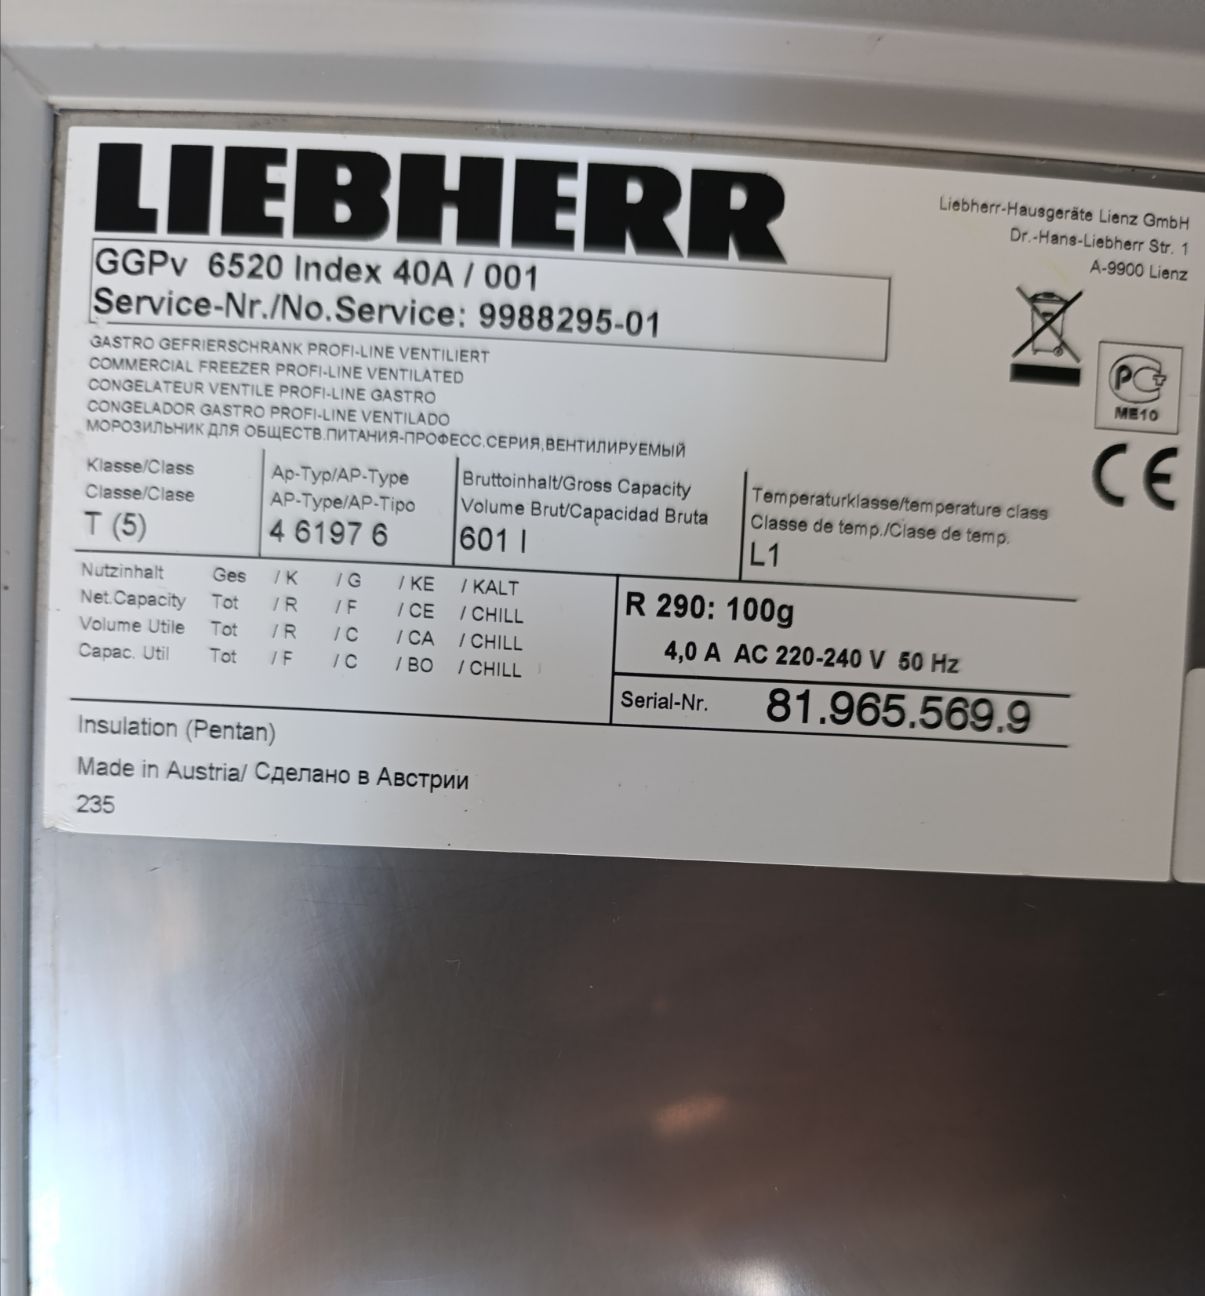 LIEBHERR
Liebherr-Hausgeräte Lienz GmbH
Dr.-Hans-Liebherr Str. 1
A-9900 Lienz
GGPv 6520 Index 40A / 001
Service-Nr./No.Service: 9988295-01
GASTRO GEFRIERSCHRANK PROFI-LINE VENTILIERT
COMMERCIAL FREEZER PROFI-LINE VENTILATED
CONGELATEUR VENTILE PROFI-LINE GASTRO
CONGELADOR GASTRO PROFI-LINE VENTILADO
МОРОЗИЛЬНИК ДЛЯ ОБЩЕСТВ.ПИТАНИЯ-ПРОФЕСС.СЕРИЯ,ВЕНТИЛИРУЕМЫЙ
PC+
ME10
CE
Klasse/Class
Classe/Clase
T (5)
Ap-Typ/AP-Type
AP-Type/AP-Tipo
4 6197 6
Bruttoinhalt/Gross Capacity
Volume Brut/Capacidad Bruta
601 l
Temperaturklasse/temperature class
Classe de temp./Clase de temp.
L1
Nutzinhalt Ges / K / G / KE / KALT
Net.Capacity Tot / R / F / CE / CHILL
Volume Utile Tot / R / C / CA / CHILL
Capac. Util Tot / F / C / BO / CHILL
R 290: 100g
4,0 A AC 220-240 V 50 Hz
Serial-Nr. 81.965.569.9
Insulation (Pentan)
Made in Austria/ Сделано в Австрии
235